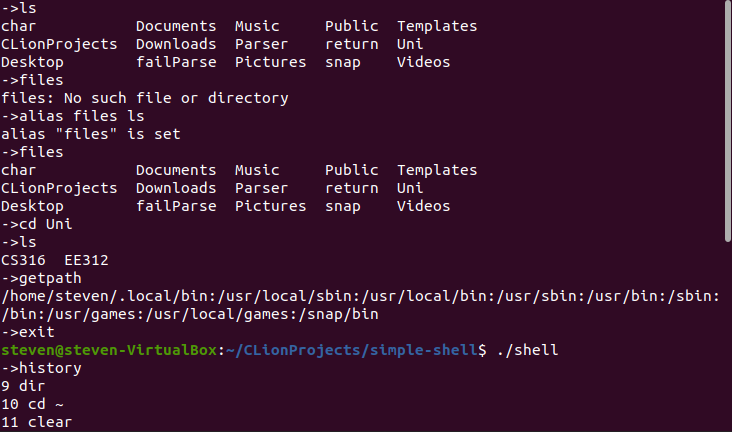 ->ls
char           Documents  Music     Public  Templates
CLionProjects  Downloads  Parser    return  Uni
Desktop        failParse  Pictures  snap    Videos
->files
files: No such file or directory
->alias files ls
alias "files" is set
->files
char           Documents  Music     Public  Templates
CLionProjects  Downloads  Parser    return  Uni
Desktop        failParse  Pictures  snap    Videos
->cd Uni
->ls
CS316  EE312
->getpath
/home/steven/.local/bin:/usr/local/sbin:/usr/local/bin:/usr/sbin:/usr/bin:/sbin:
/bin:/usr/games:/usr/local/games:/snap/bin
->exit
steven@steven-VirtualBox:~/CLionProjects/simple-shell$ ./shell
->history
9 dir
10 cd ~
11 clear